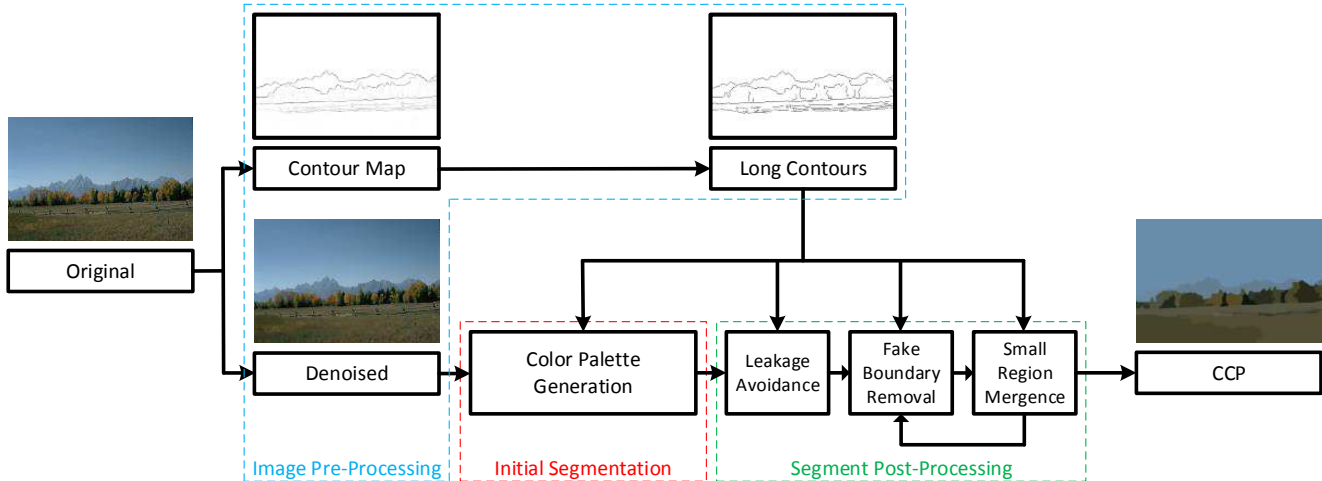 Contour Map
Long Contours
Original
Denoised
Color Palette
Generation
Leakage
Avoidance
Fake
Boundary
Removal
Small
Region
Mergence
CCP
Image Pre-Processing
Initial Segmentation
Segment Post-Processing